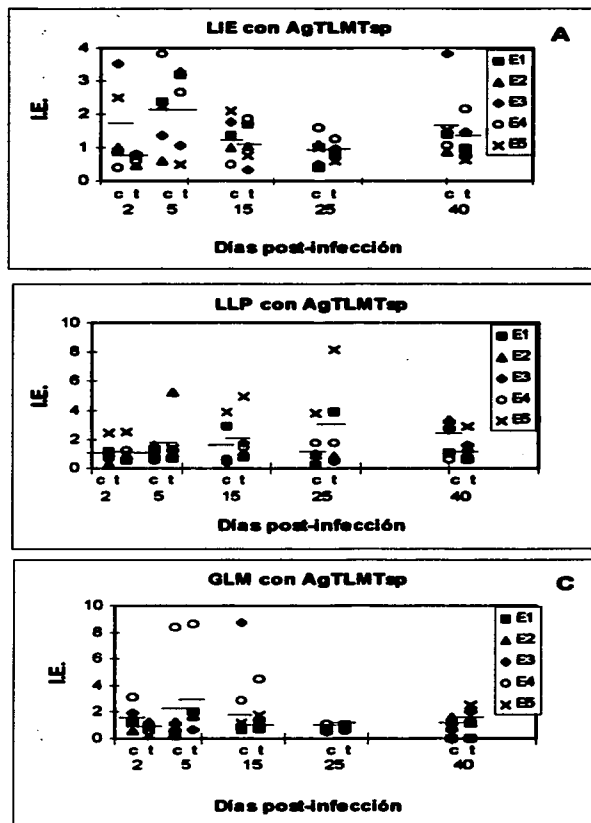 LIE con AgTLMTsp
A
4
3
2
1
0
I.E.
E1
E2
E3
E4
E5
c t c t c t c t c t
2 5 15 25 40
Días post-infección
LLP con AgTLMTsp
10
8
6
4
2
0
I.E.
E1
E2
E3
E4
E5
c t c t c t c t c t
2 5 15 25 40
Días post-infección
GLM con AgTLMTsp
C
10
8
6
4
2
0
I.E.
E1
E2
E3
E4
E5
c t c t c t c t c t
2 5 15 25 40
Días post-infección